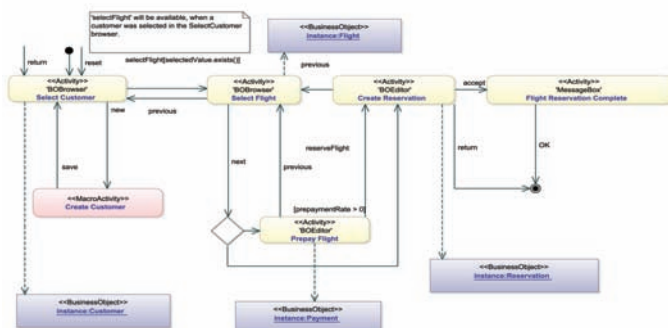 'selectFlight' will be available, when a
customer was selected in the SelectCustomer
browser.
<<BusinessObject>>
instance:Flight
return
reset
selectFlight[selectedValue.exists()]
previous
<<Activity>>
'BOBrowser'
Select Customer
<<Activity>>
'BOBrowser'
Select Flight
previous
<<Activity>>
'BOEditor'
Create Reservation
accept
<<Activity>>
'MessageBox'
Flight Reservation Complete
new
previous
save
next
previous
reserveFlight
return
OK
<<MacroActivity>>
Create Customer
[prepaymentRate > 0]
<<Activity>>
'BOEditor'
Prepay Flight
<<BusinessObject>>
instance:Reservation
<<BusinessObject>>
instance:Customer
<<BusinessObject>>
instance:Payment